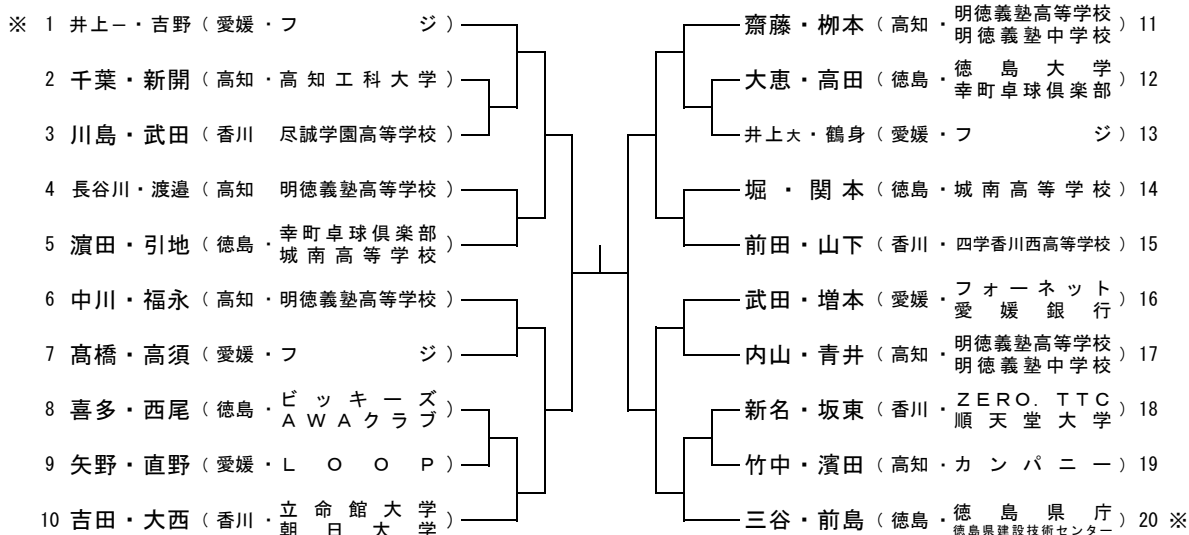 ※ 1 井上一・吉野 ( 愛媛 ・ フ ジ )
2 千葉・新開 ( 高知 ・ 高知工科大学 )
3 川島・武田 ( 香川 尽誠学園高等学校 )
4 長谷川・渡邉 ( 高知 明徳義塾高等学校 )
5 濵田・引地 ( 徳島 ・ 幸町卓球倶楽部
城南高等学校 )
6 中川・福永 ( 高知 ・ 明徳義塾高等学校 )
7 髙橋・高須 ( 愛媛 ・ フ ジ )
8 喜多・西尾 ( 徳島 ・ ビッキーズ
AWAクラブ )
9 矢野・直野 ( 愛媛 ・ LOOP )
10 吉田・大西 ( 香川 ・ 立命館大学
朝日大学 )
齋藤・栁本 ( 高知 ・ 明徳義塾高等学校
明徳義塾中学校 ) 11
大恵・高田 ( 徳島 ・ 徳島大学
幸町卓球倶楽部 ) 12
井上大・鶴身 ( 愛媛 ・ フ ジ ) 13
堀・関本 ( 徳島 ・ 城南高等学校 ) 14
前田・山下 ( 香川 ・ 四学香川西高等学校 ) 15
武田・増本 ( 愛媛 ・ フォーネット
愛媛銀行 ) 16
内山・青井 ( 高知 ・ 明徳義塾高等学校
明徳義塾中学校 ) 17
新名・坂東 ( 香川 ・ ZERO. TTC
順天堂大学 ) 18
竹中・濱田 ( 高知 ・ カンパニー ) 19
三谷・前島 ( 徳島 ・ 徳島県庁
徳島県建設技術センター ) 20 ※